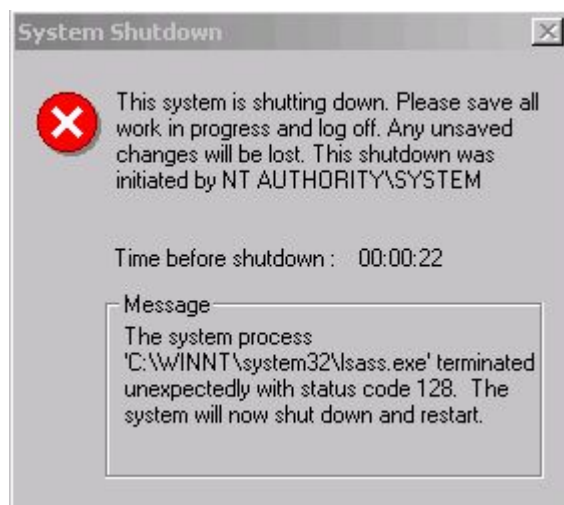 System Shutdown
This system is shutting down. Please save all
work in progress and log off. Any unsaved
changes will be lost. This shutdown was
initiated by NT AUTHORITY\SYSTEM
Time before shutdown : 00:00:22
Message
The system process
'C:\WINNT\system32\lsass.exe' terminated
unexpectedly with status code 128. The
system will now shut down and restart.